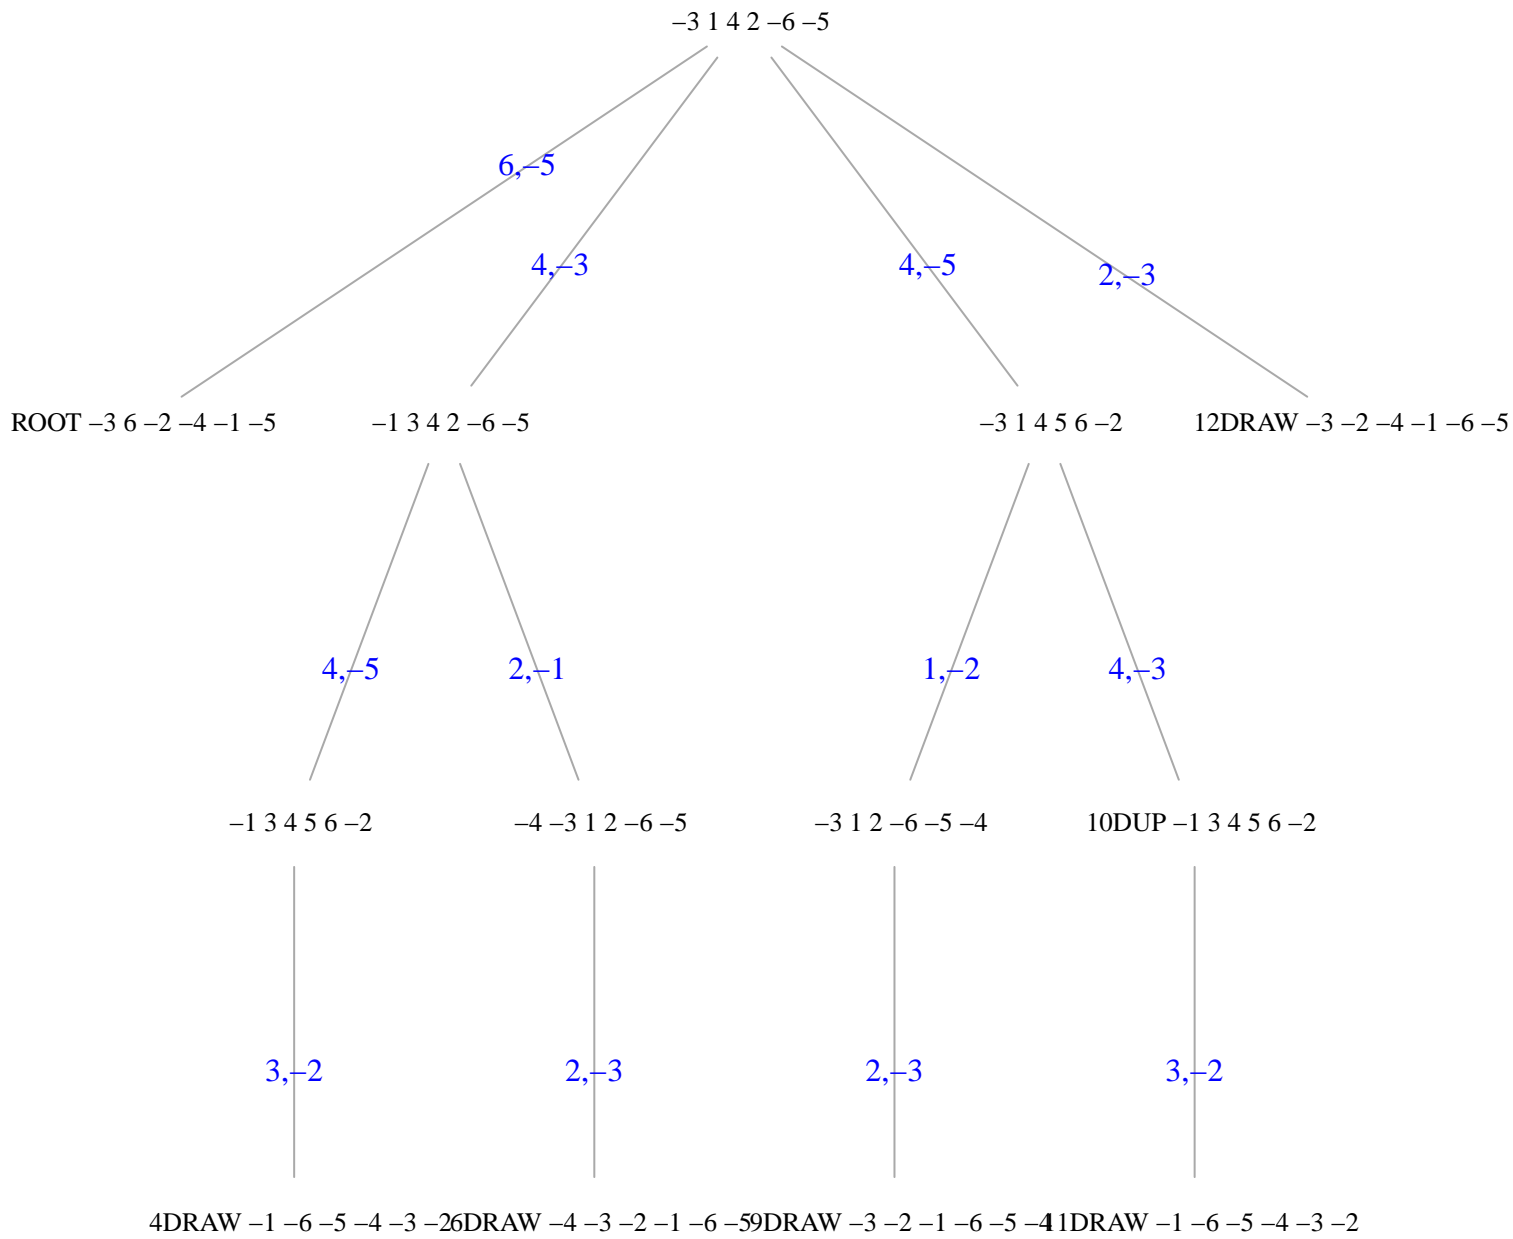 –3 1 4 2 –6 –5
6,–5
4,–3
4,–5
2,–3
ROOT –3 6 –2 –4 –1 –5
–1 3 4 2 –6 –5
–3 1 4 5 6 –2
12DRAW –3 –2 –4 –1 –6 –5
4,–5
2,–1
1,–2
4,–3
–1 3 4 5 6 –2
–4 –3 1 2 –6 –5
–3 1 2 –6 –5 –4
10DUP –1 3 4 5 6 –2
3,–2
2,–3
2,–3
3,–2
4DRAW –1 –6 –5 –4 –3 –2
6DRAW –4 –3 –2 –1 –6 –5
9DRAW –3 –2 –1 –6 –5 –4
11DRAW –1 –6 –5 –4 –3 –2